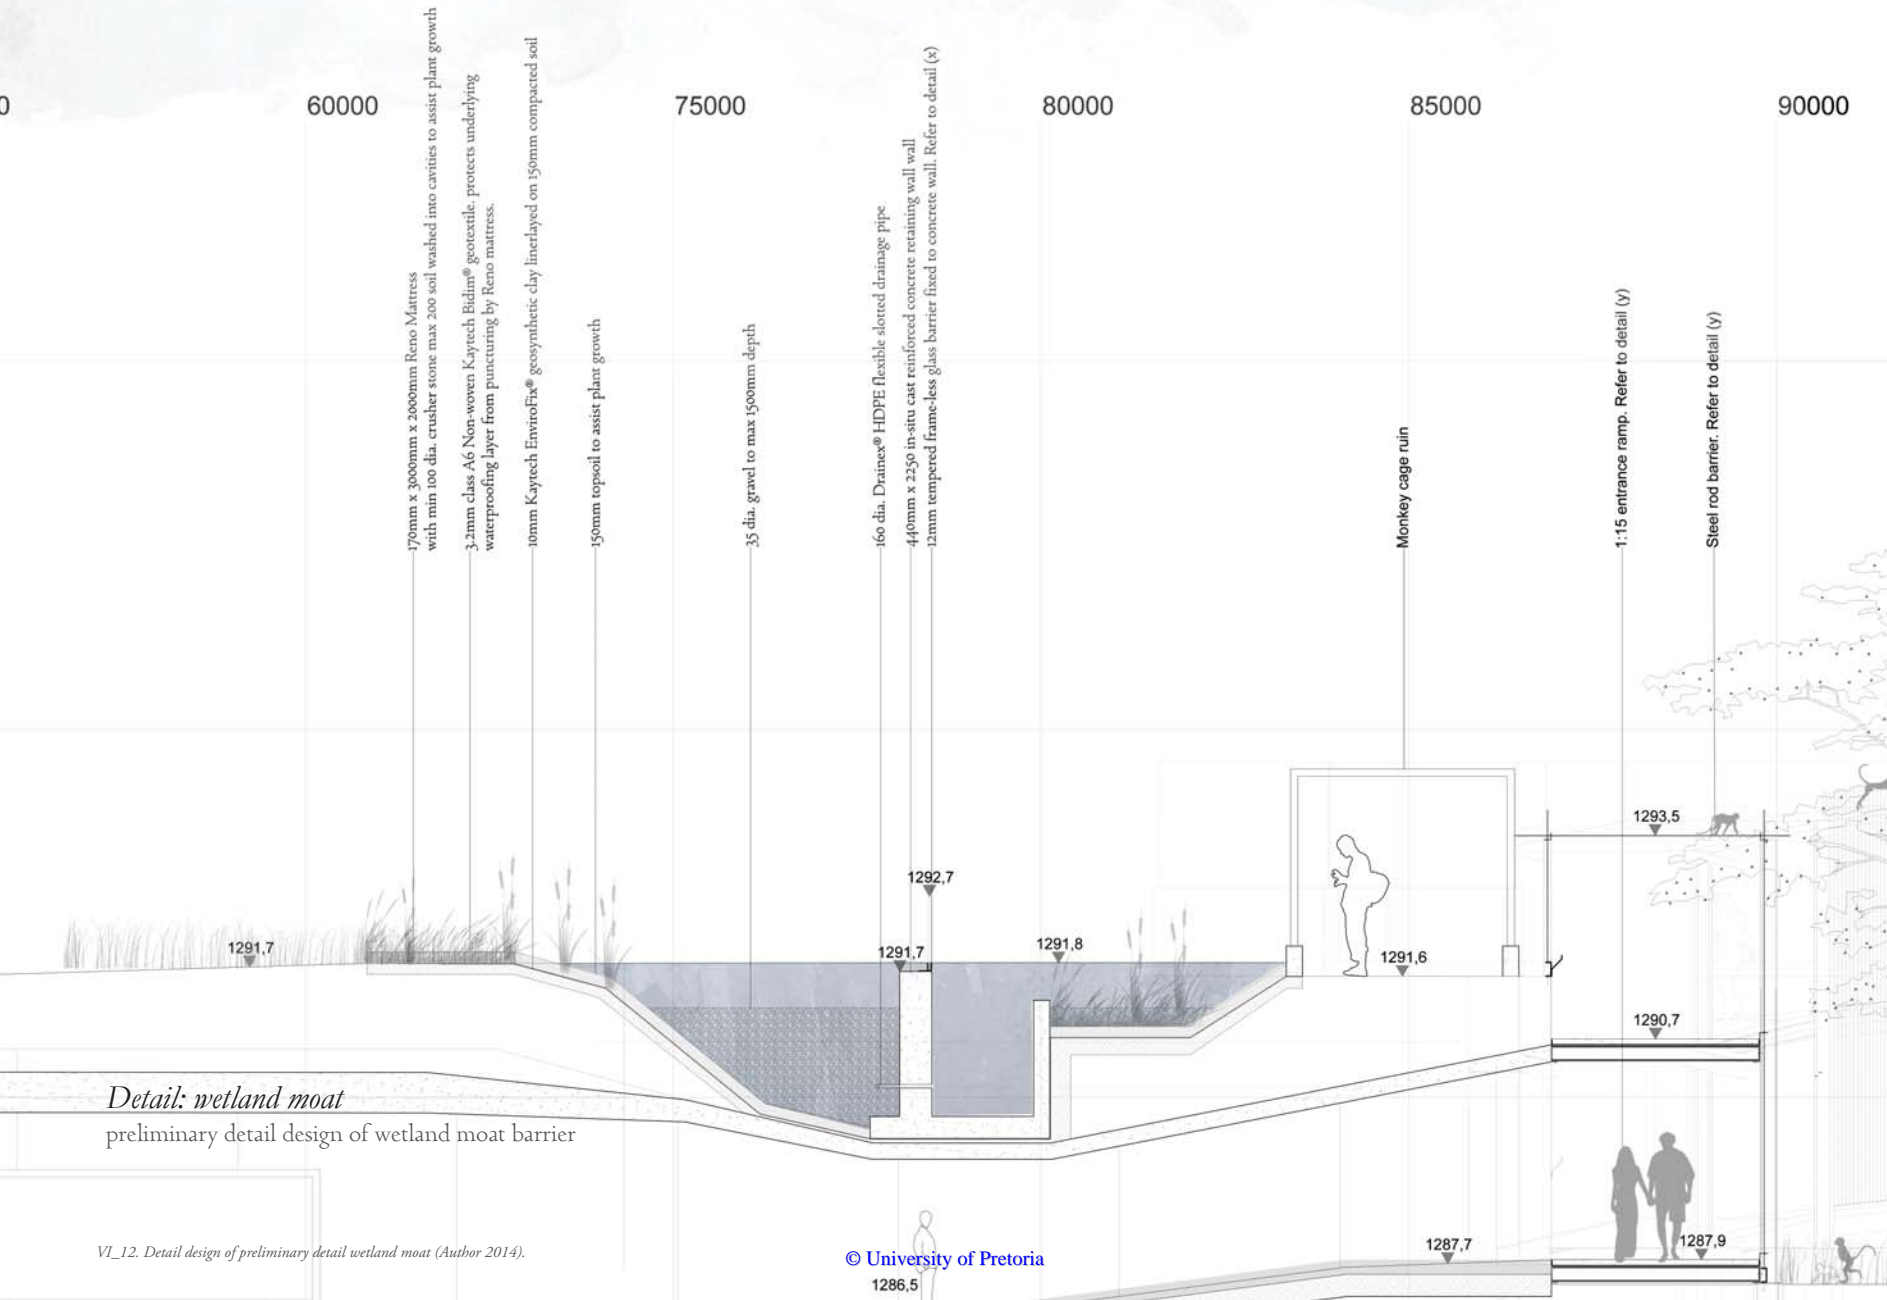 0
60000
75000
80000
85000
90000
170mm x 3000mm x 2000mm Reno Mattress
with min 100 dia. crusher stone max 200 soil washed into cavities to assist plant growth
3.2mm class A6 Non-woven Kaytech Bidim® geotextile. protects underlying
waterproofing layer from puncturing by Reno mattress.
10mm Kaytech EnviroFix® geosynthetic clay linerlayed on 150mm compacted soil
150mm topsoil to assist plant growth
35 dia. gravel to max 1500mm depth
160 dia. Drainex® HDPE flexible slotted drainage pipe
440mm x 2250 in-situ cast reinforced concrete retaining wall wall
12mm tempered frame-less glass barrier fixed to concrete wall. Refer to detail (x)
Monkey cage ruin
1:15 entrance ramp. Refer to detail (y)
Steel rod barrier. Refer to detail (y)
1293,5
1292,7
1291,7
1291,7
1291,8
1291,6
1290,7
Detail: wetland moat
preliminary detail design of wetland moat barrier
1287,7
1287,9
VI_12. Detail design of preliminary detail wetland moat (Author 2014).
© University of Pretoria
1286,5